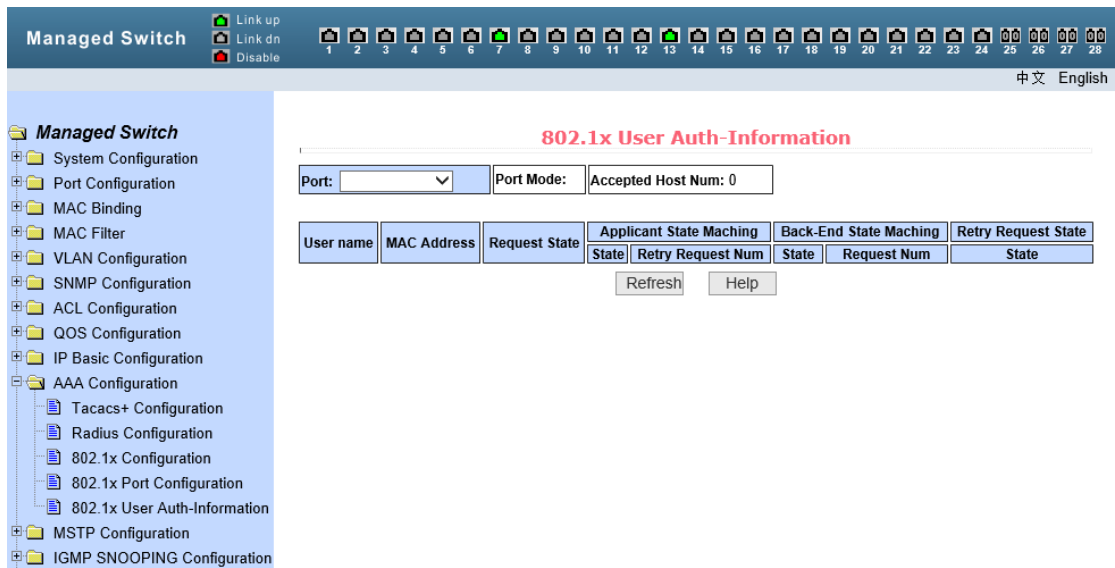 Managed Switch
Link up
Link dn
Disable
1 2 3 4 5 6 7 8 9 10 11 12 13 14 15 16 17 18 19 20 21 22 23 24 25 26 27 28
中文 English
Managed Switch
System Configuration
Port Configuration
MAC Binding
MAC Filter
VLAN Configuration
SNMP Configuration
ACL Configuration
QOS Configuration
IP Basic Configuration
AAA Configuration
Tacacs+ Configuration
Radius Configuration
802.1x Configuration
802.1x Port Configuration
802.1x User Auth-Information
MSTP Configuration
IGMP SNOOPING Configuration
802.1x User Auth-Information
Port: Port Mode: Accepted Host Num: 0
User name MAC Address Request State Applicant State Maching Back-End State Maching Retry Request State
State Retry Request Num State Request Num State
Refresh Help